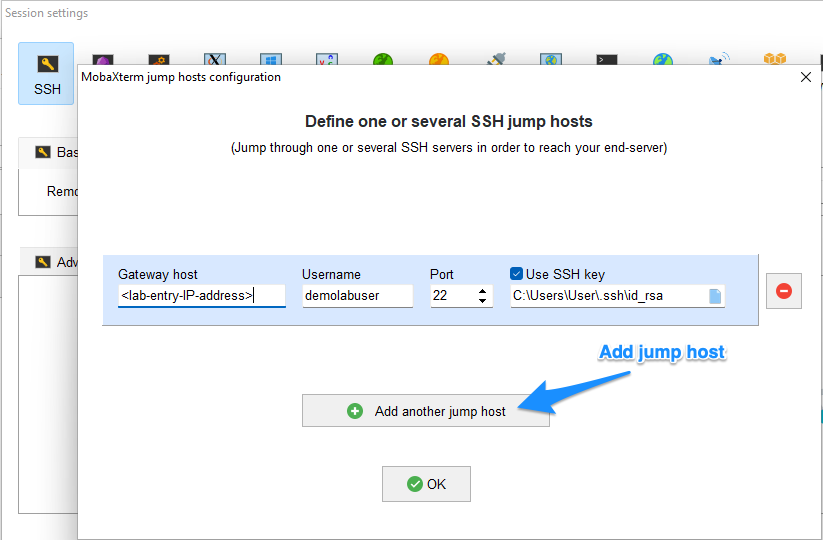 Session settings
SSH
MobaXterm jump hosts configuration
Define one or several SSH jump hosts
(Jump through one or several SSH servers in order to reach your end-server)
Bas
Remo
Adv
Gateway host Username Port Use SSH key
<lab-entry-IP-address> demolabuser 22 C:\Users\User\.ssh\id_rsa
Add jump host
Add another jump host
OK